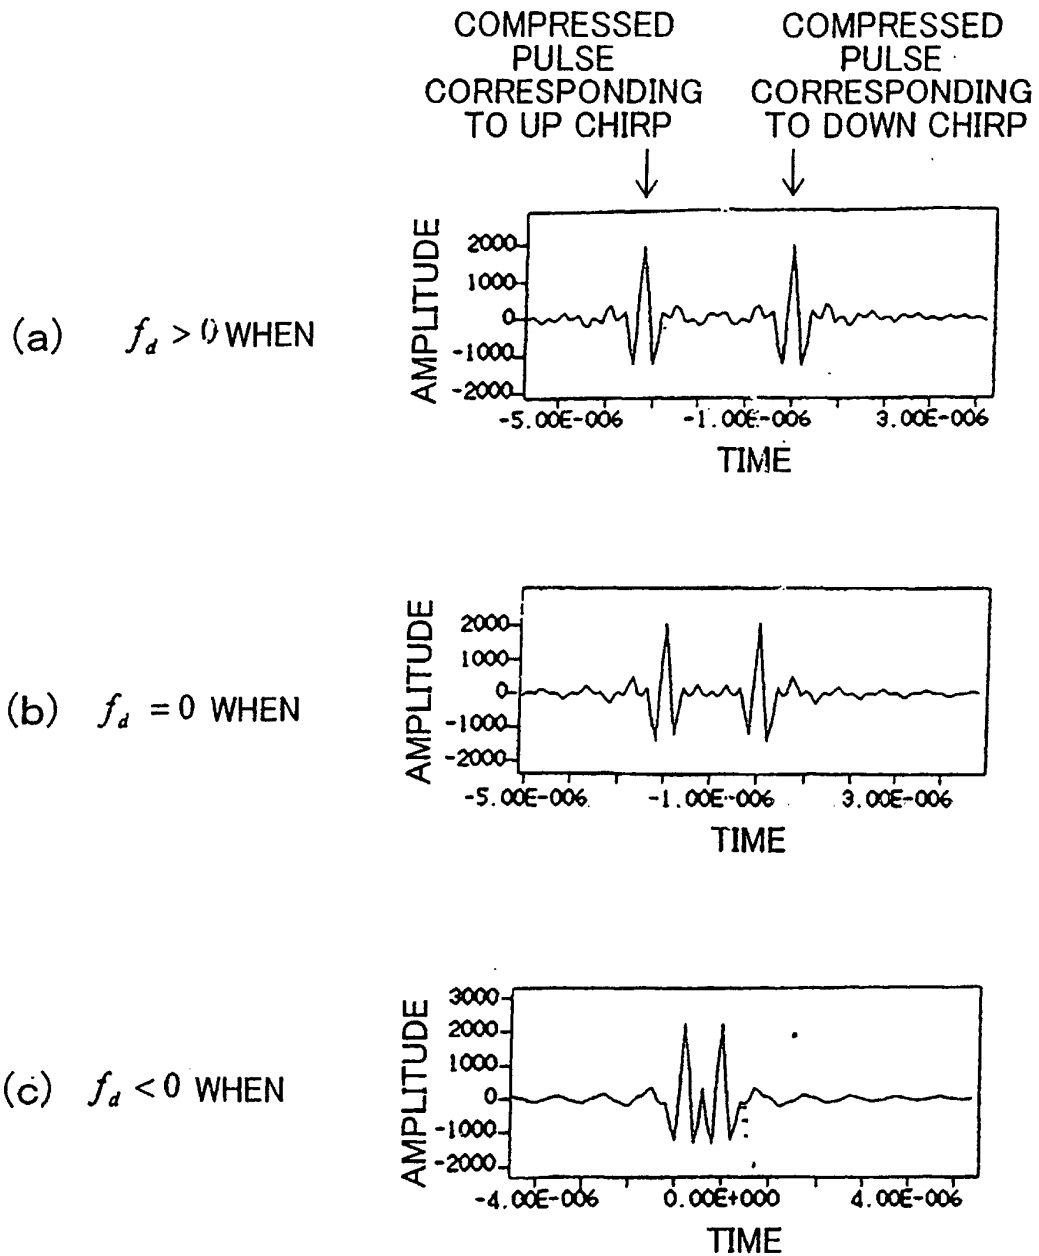 COMPRESSED PULSE CORRESPONDING TO UP CHIRP
COMPRESSED PULSE CORRESPONDING TO DOWN CHIRP
(a) f_d > 0 WHEN
AMPLITUDE
2000
1000
0
-1000
-2000
-5.00E-006 -1.00E-006 3.00E-006
TIME
(b) f_d = 0 WHEN
AMPLITUDE
2000
1000
0
-1000
-2000
-5.00E-006 -1.00E-006 3.00E-006
TIME
(c) f_d < 0 WHEN
AMPLITUDE
3000
2000
1000
0
-1000
-2000
-4.00E-006 0.00E+000 4.00E-006
TIME